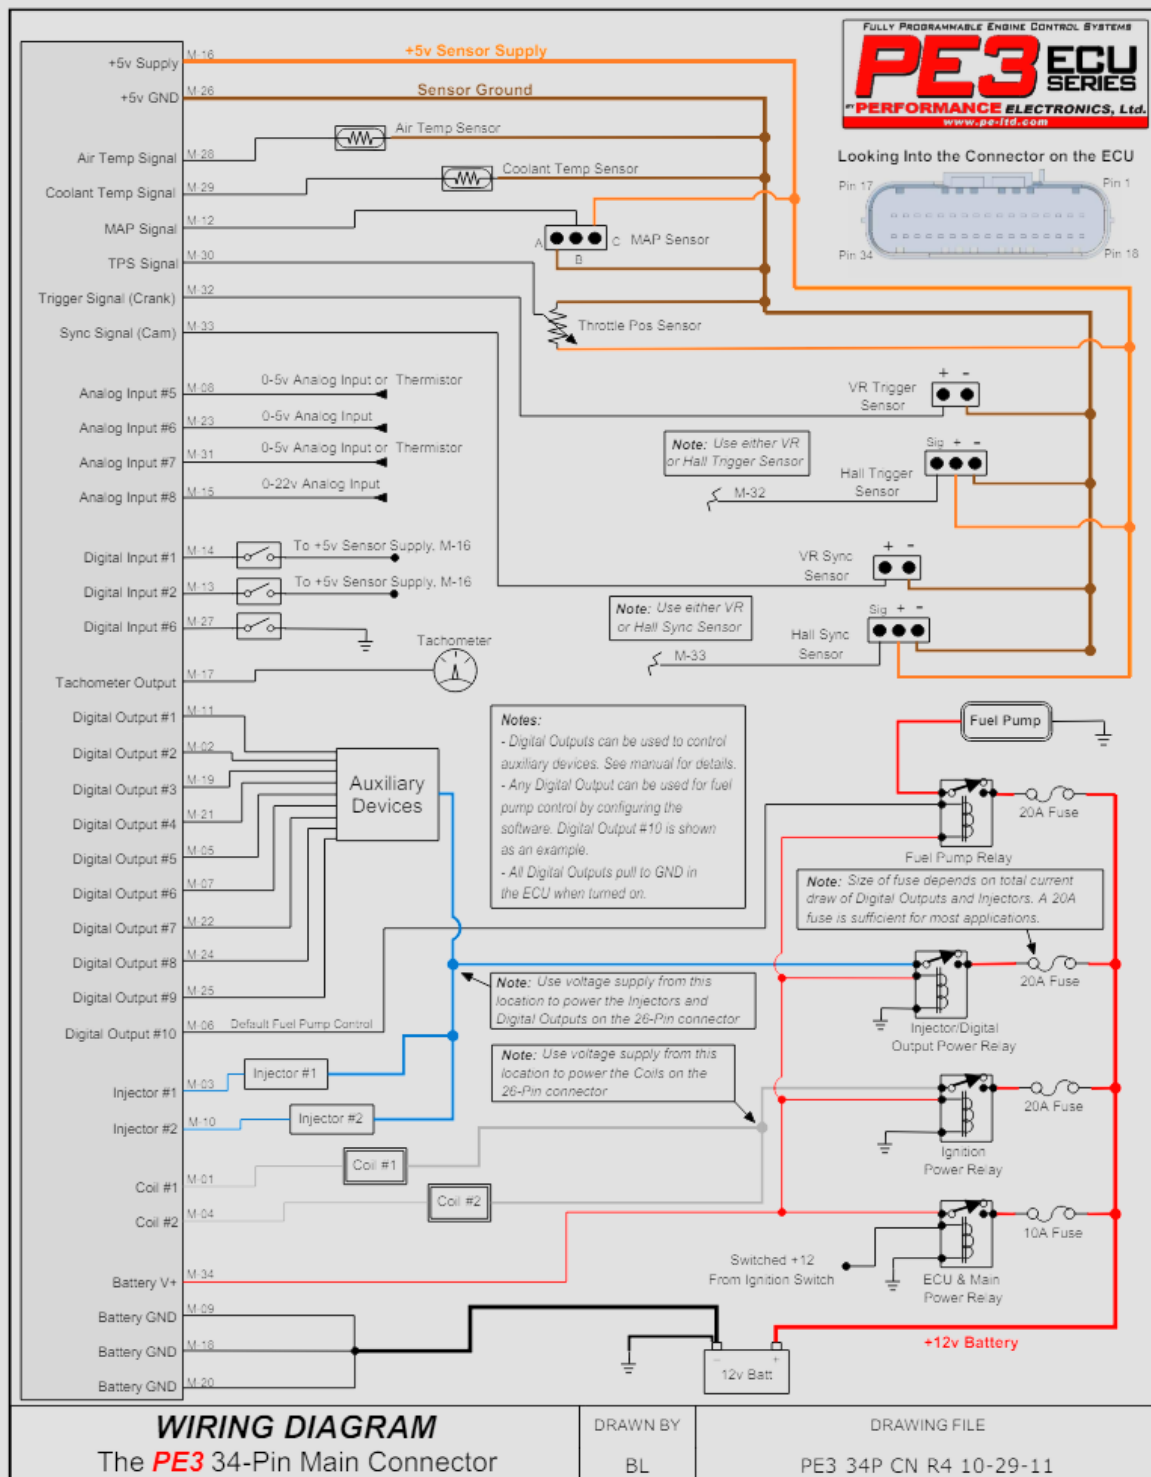 FULLY PROGRAMMABLE ENGINE CONTROL SYSTEMS
PE3 ECU SERIES
BY PERFORMANCE ELECTRONICS, Ltd.
www.pe-ltd.com
Looking Into the Connector on the ECU
Pin 17
Pin 1
Pin 34
Pin 18
+5v Supply M-16
+5v Sensor Supply
+5v GND M-26
Sensor Ground
Air Temp Signal M-28
Air Temp Sensor
Coolant Temp Signal M-29
Coolant Temp Sensor
MAP Signal M-12
A
B
C MAP Sensor
TPS Signal M-30
Throttle Pos Sensor
Trigger Signal (Crank) M-32
Sync Signal (Cam) M-33
Analog Input #5 M-08 0-5v Analog Input or Thermistor
Analog Input #6 M-23 0-5v Analog Input
Analog Input #7 M-31 0-5v Analog Input or Thermistor
Analog Input #8 M-15 0-22v Analog Input
+ -
VR Trigger
Sensor
Note: Use either VR
or Hall Trigger Sensor
Sig + -
Hall Trigger
Sensor
M-32
Digital Input #1 M-14 To +5v Sensor Supply, M-16
Digital Input #2 M-13 To +5v Sensor Supply, M-16
Digital Input #6 M-27
+ -
VR Sync
Sensor
Note: Use either VR
or Hall Sync Sensor
Sig + -
Hall Sync
Sensor
M-33
Tachometer
Tachometer Output M-17
Digital Output #1 M-11
Digital Output #2 M-02
Digital Output #3 M-19
Digital Output #4 M-21
Digital Output #5 M-05
Digital Output #6 M-07
Digital Output #7 M-22
Digital Output #8 M-24
Digital Output #9 M-25
Digital Output #10 M-06 Default Fuel Pump Control
Auxiliary
Devices
Notes:
- Digital Outputs can be used to control
auxiliary devices. See manual for details.
- Any Digital Output can be used for fuel
pump control by configuring the
software. Digital Output #10 is shown
as an example.
- All Digital Outputs pull to GND in
the ECU when turned on.
Fuel Pump
20A Fuse
Fuel Pump Relay
Note: Size of fuse depends on total current
draw of Digital Outputs and Injectors. A 20A
fuse is sufficient for most applications.
20A Fuse
Injector/Digital
Output Power Relay
Note: Use voltage supply from this
location to power the Injectors and
Digital Outputs on the 26-Pin connector
Note: Use voltage supply from this
location to power the Coils on the
26-Pin connector
20A Fuse
Ignition
Power Relay
Injector #1 M-03 Injector #1
Injector #2 M-10 Injector #2
Coil #1 M-01 Coil #1
Coil #2 M-04 Coil #2
10A Fuse
Switched +12
From Ignition Switch
ECU & Main
Power Relay
Battery V+ M-34
Battery GND M-09
Battery GND M-18
Battery GND M-20
+12v Battery
- +
12v Batt
WIRING DIAGRAM
The PE3 34-Pin Main Connector
DRAWN BY
BL
DRAWING FILE
PE3 34P CN R4 10-29-11